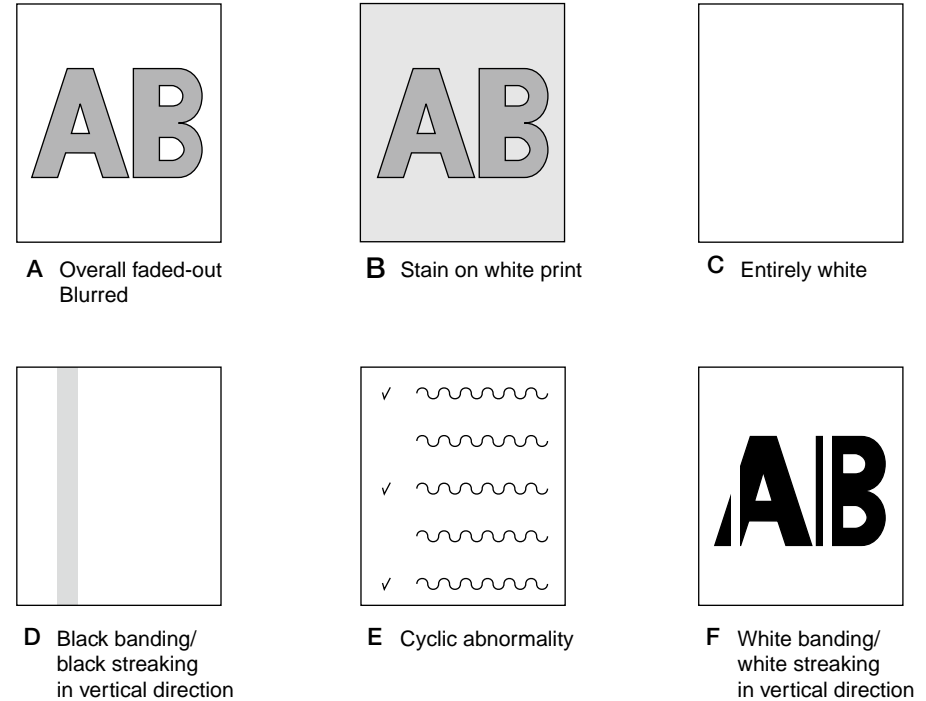 AB
AB
A Overall faded-out
Blurred
B Stain on white print
C Entirely white
AB
D Black banding/
black streaking
in vertical direction
E Cyclic abnormality
F White banding/
white streaking
in vertical direction